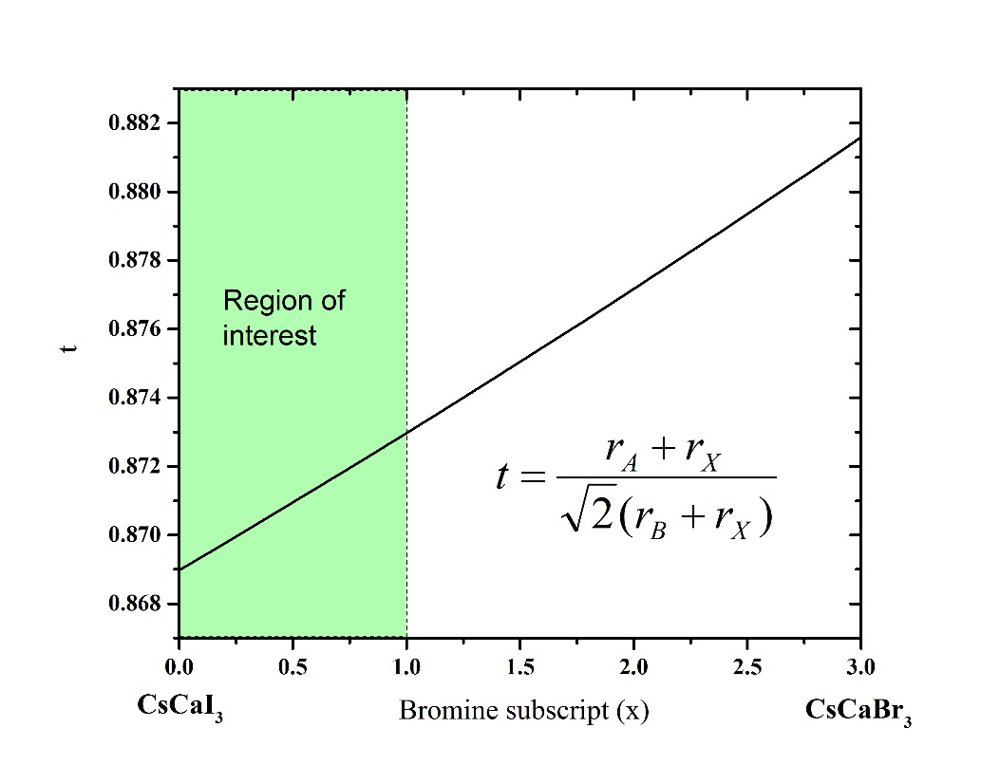 0.882
0.880
0.878
0.876
0.874
0.872
0.870
0.868
t
Region of
interest
t = \frac{r_A + r_X}{\sqrt{2}(r_B + r_X)}
0.0 0.5 1.0 1.5 2.0 2.5 3.0
CsCaI₃ Bromine subscript (x) CsCaBr₃